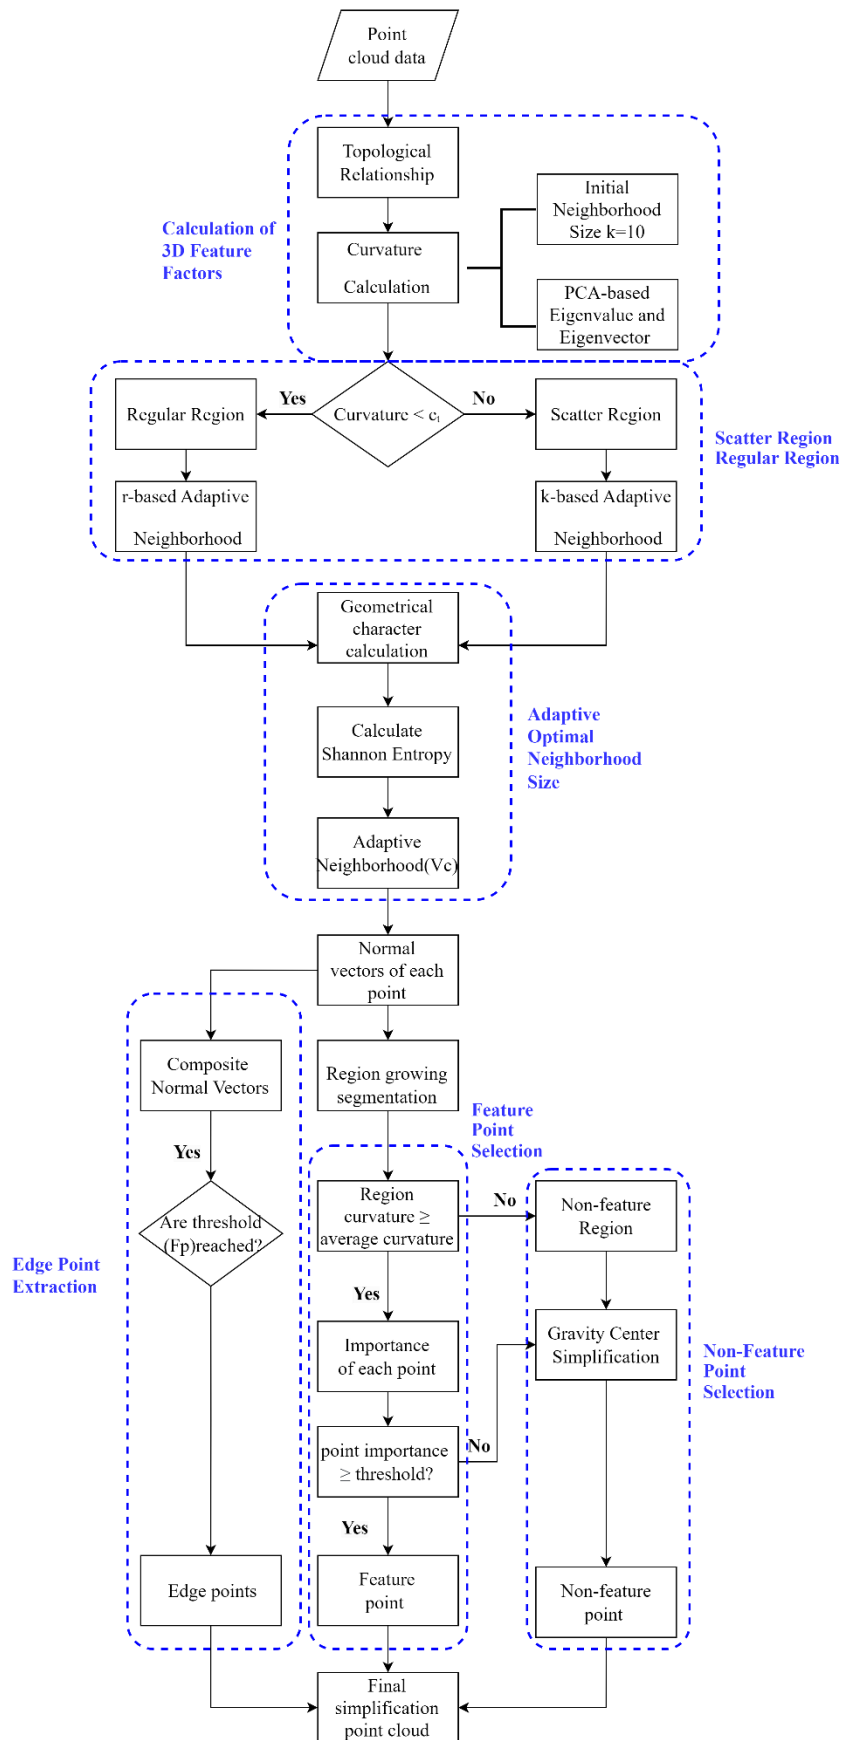 Point
cloud data
Topological
Relationship
Calculation of
3D Feature
Factors
Curvature
Calculation
Initial
Neighborhood
Size k=10
PCA-based
Eigenvalue and
Eigenvector
Regular Region
Yes
Curvature < cₜ
No
Scatter Region
Scatter Region
Regular Region
r-based Adaptive
Neighborhood
k-based Adaptive
Neighborhood
Geometrical
character
calculation
Calculate
Shannon Entropy
Adaptive
Optimal
Neighborhood
Size
Adaptive
Neighborhood(Vc)
Normal
vectors of each
point
Composite
Normal Vectors
Region growing
segmentation
Feature
Point
Selection
Yes
Are threshold
(Fp)reached?
Region
curvature ≥
average curvature
No
Non-feature
Region
Edge Point
Extraction
Yes
Importance
of each point
Gravity Center
Simplification
Non-Feature
Point
Selection
point importance
≥ threshold?
No
Yes
Edge points
Feature
point
Non-feature
point
Final
simplification
point cloud